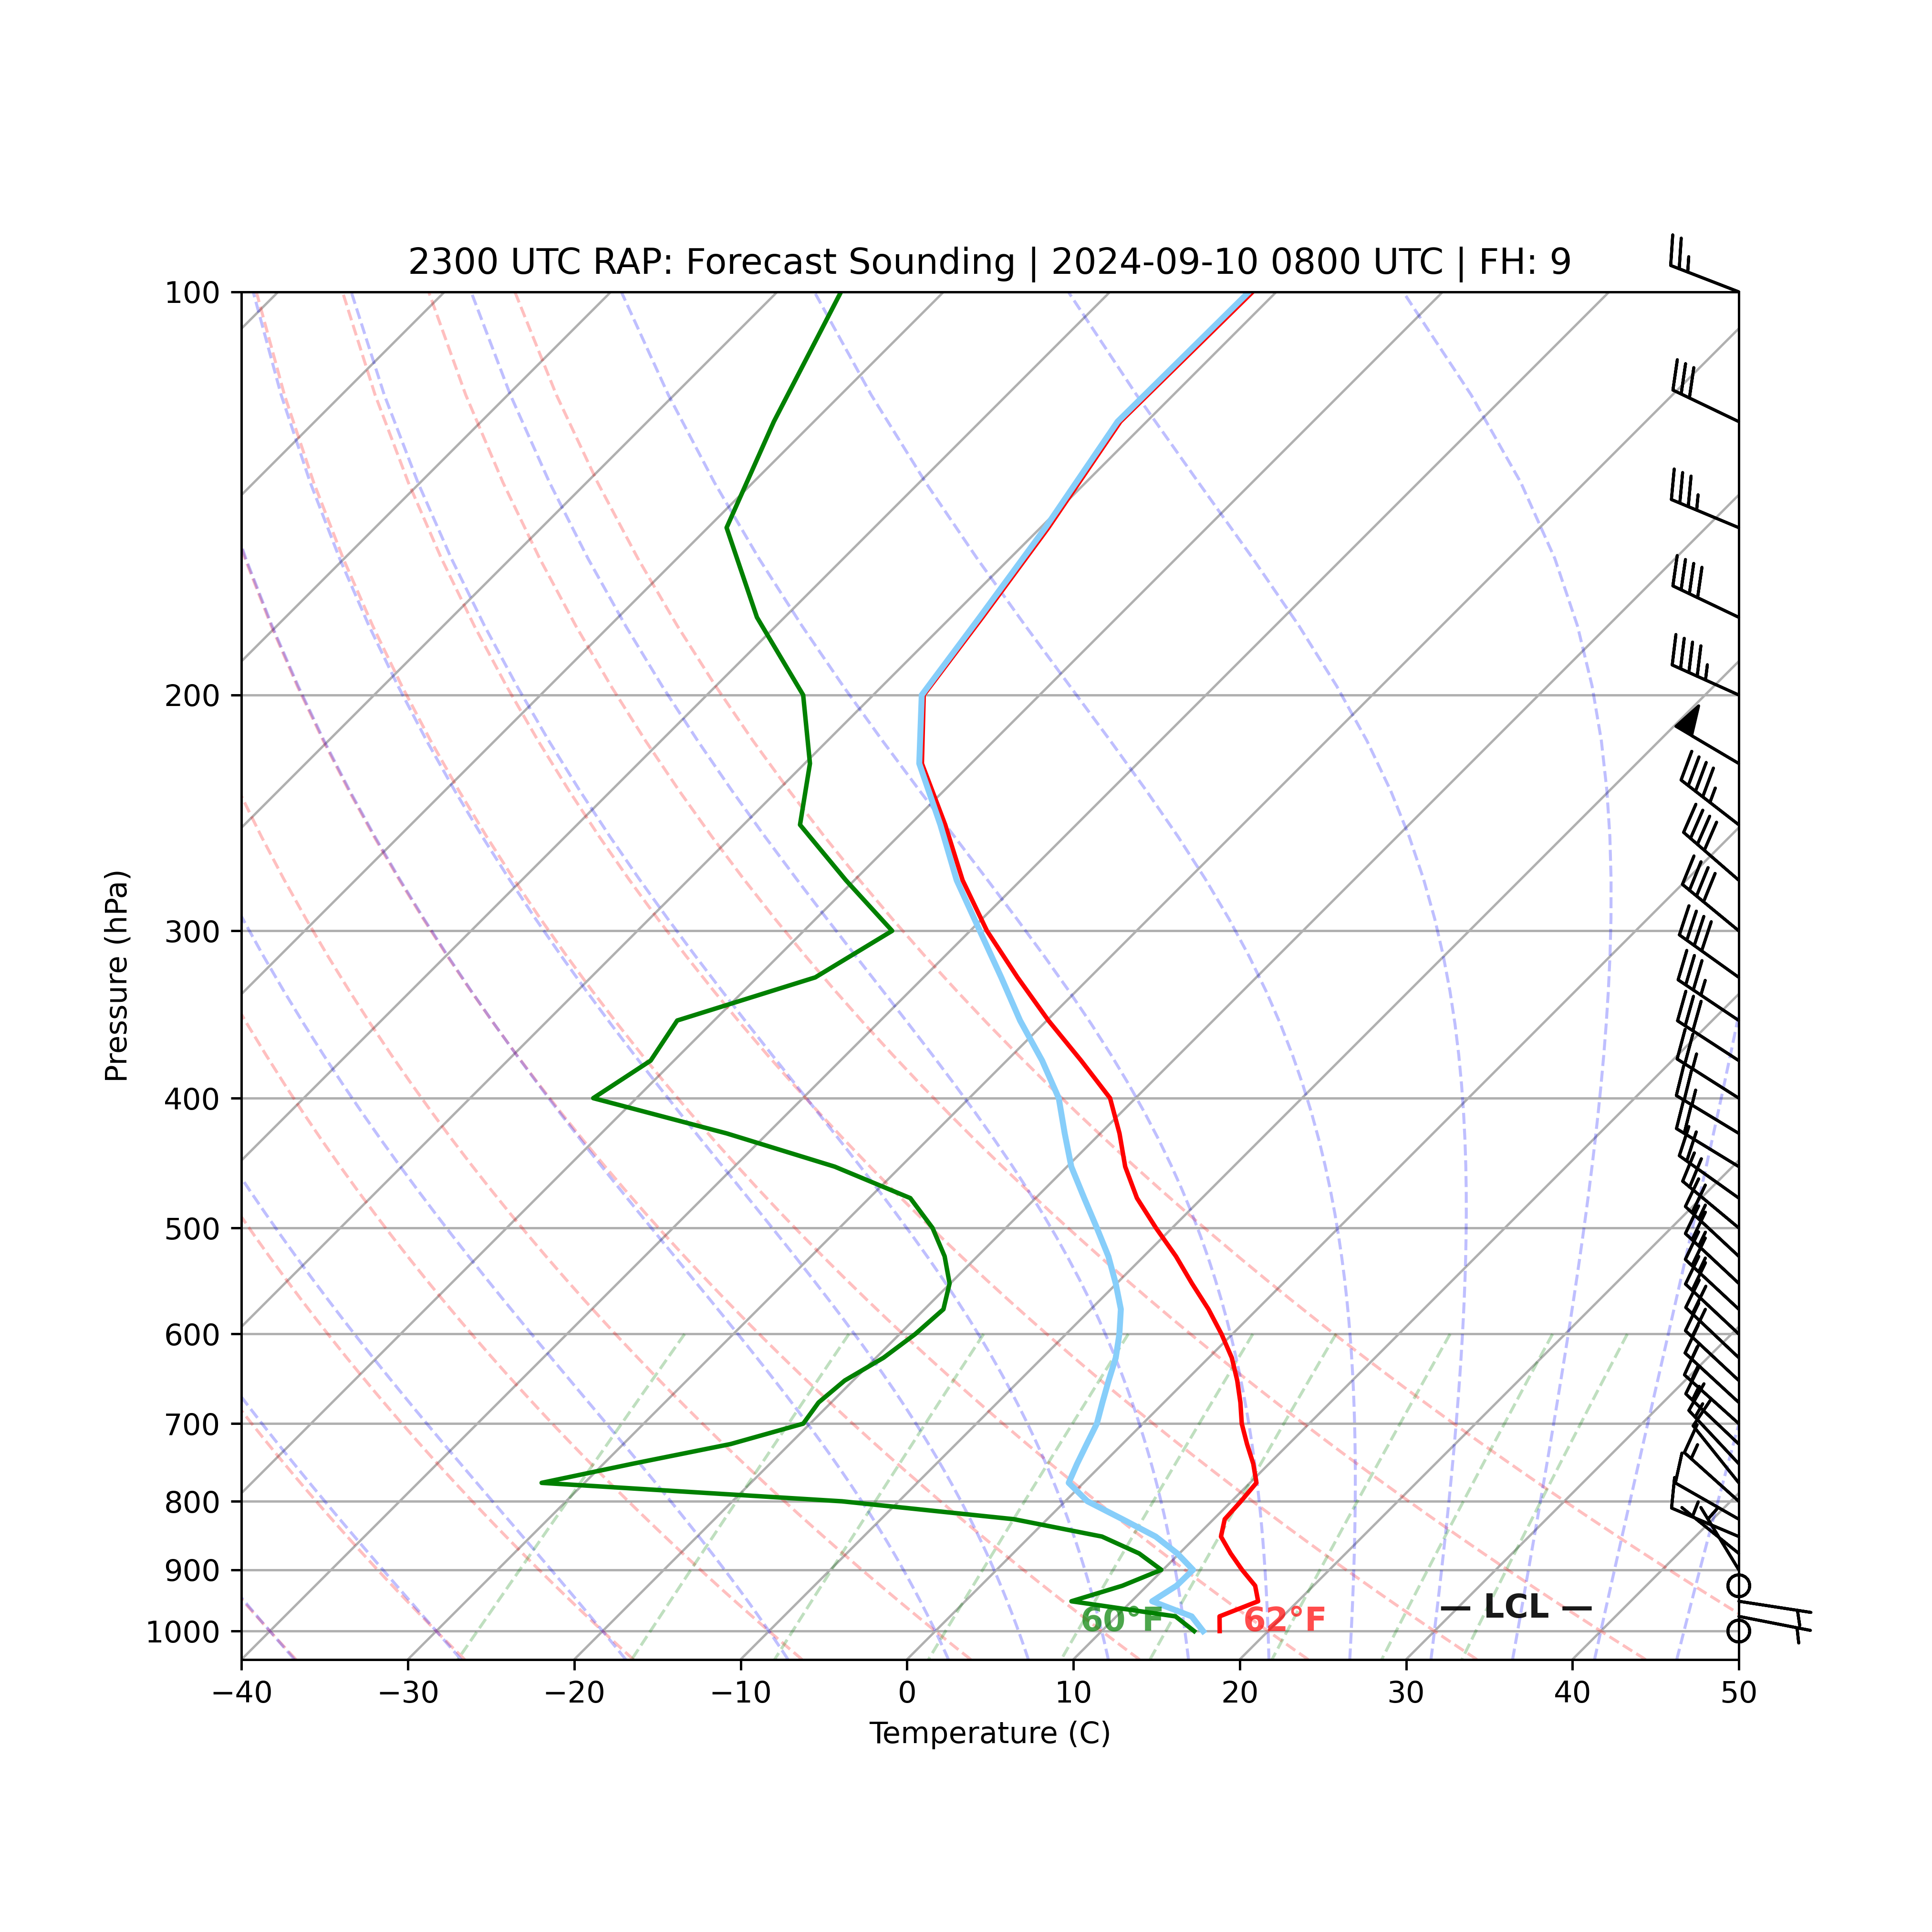 2300 UTC RAP: Forecast Sounding | 2024-09-10 0800 UTC | FH: 9
100
200
300
400
500
600
700
800
900
1000
Pressure (hPa)
60°F
62°F
— LCL —
−40 −30 −20 −10 0 10 20 30 40 50
Temperature (C)